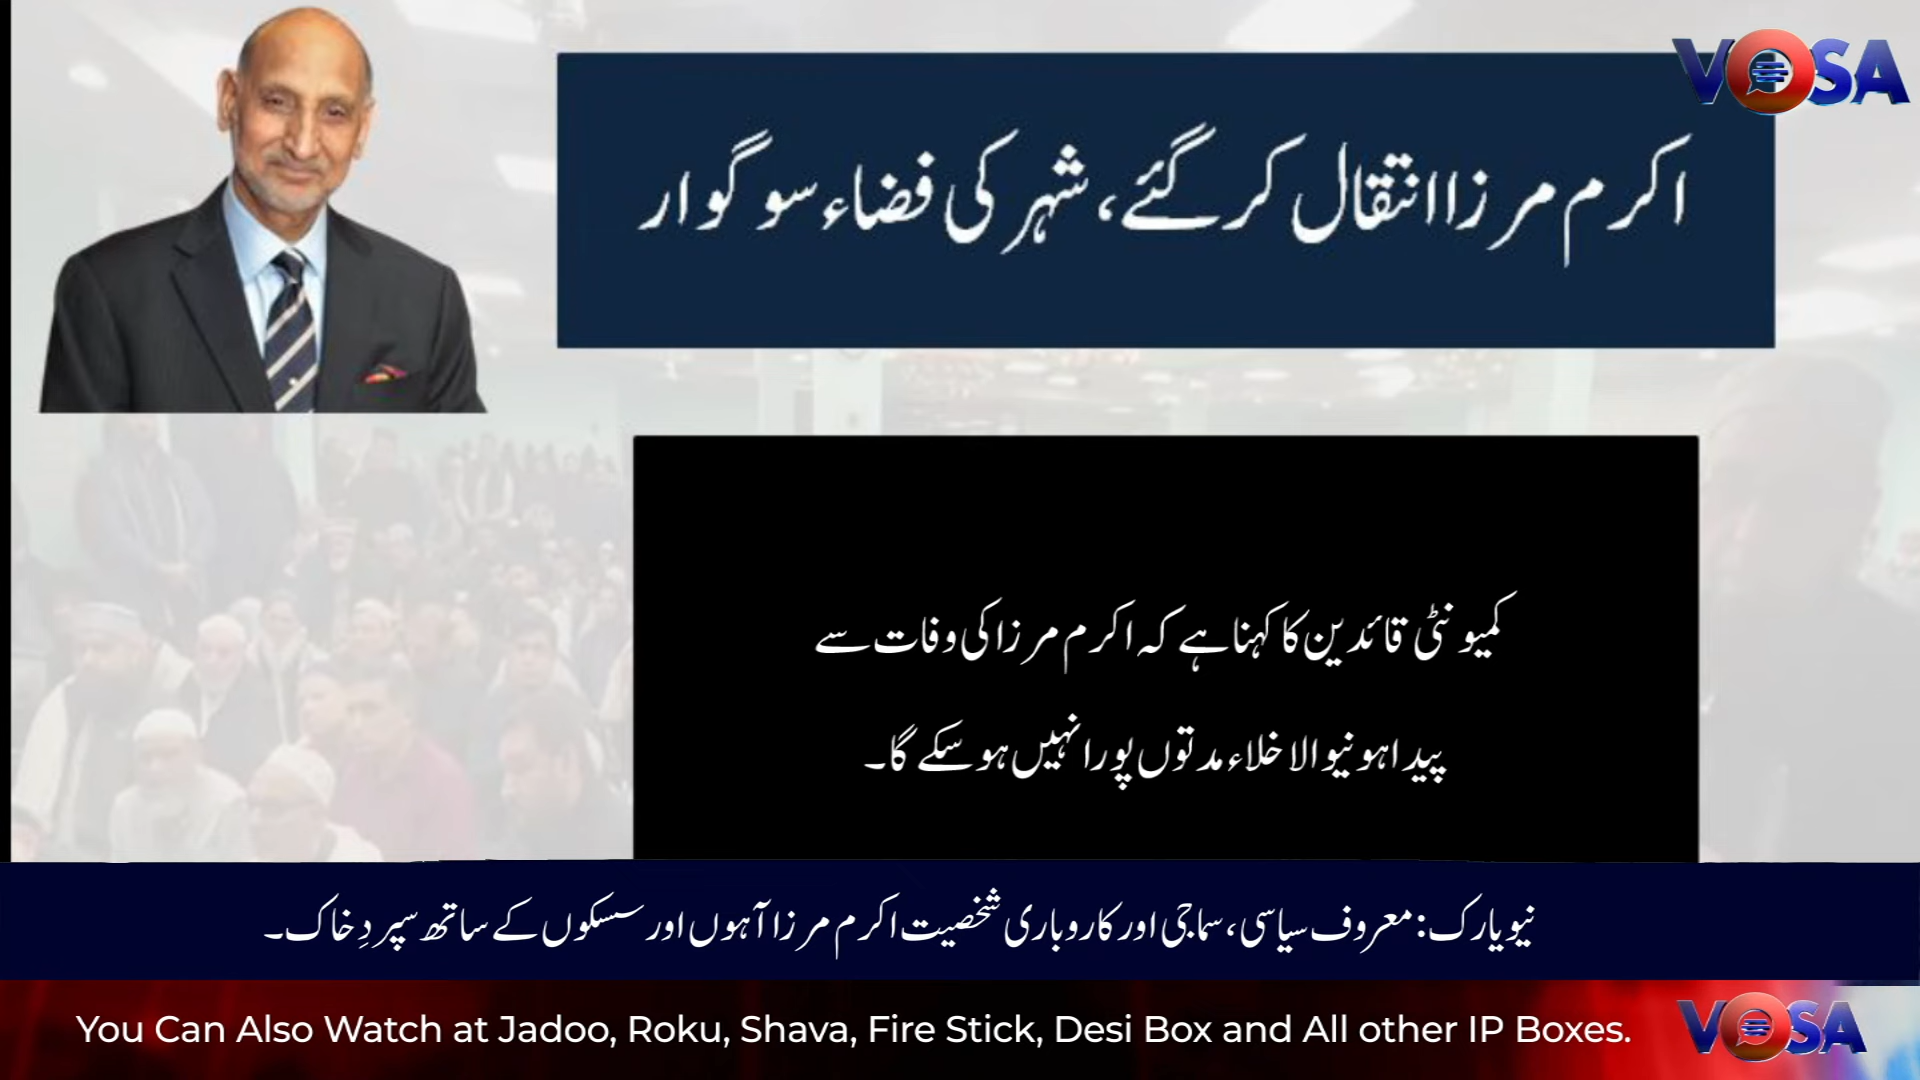 VOSA
اکرم مرزا انتقال کر گئے، شہر کی فضاء سوگوار
کمیونٹی قائدین کا کہنا ہے کہ اکرم مرزا کی وفات سے
پیدا ہونیوالا خلاء مدتوں پورا نہیں ہو سکے گا۔
نیویارک: معروف سیاسی، سماجی اور کاروباری شخصیت اکرم مرزا آہوں اور سسکوں کے ساتھ سپردِ خاک۔
You Can Also Watch at Jadoo, Roku, Shava, Fire Stick, Desi Box and All other IP Boxes.
VOSA